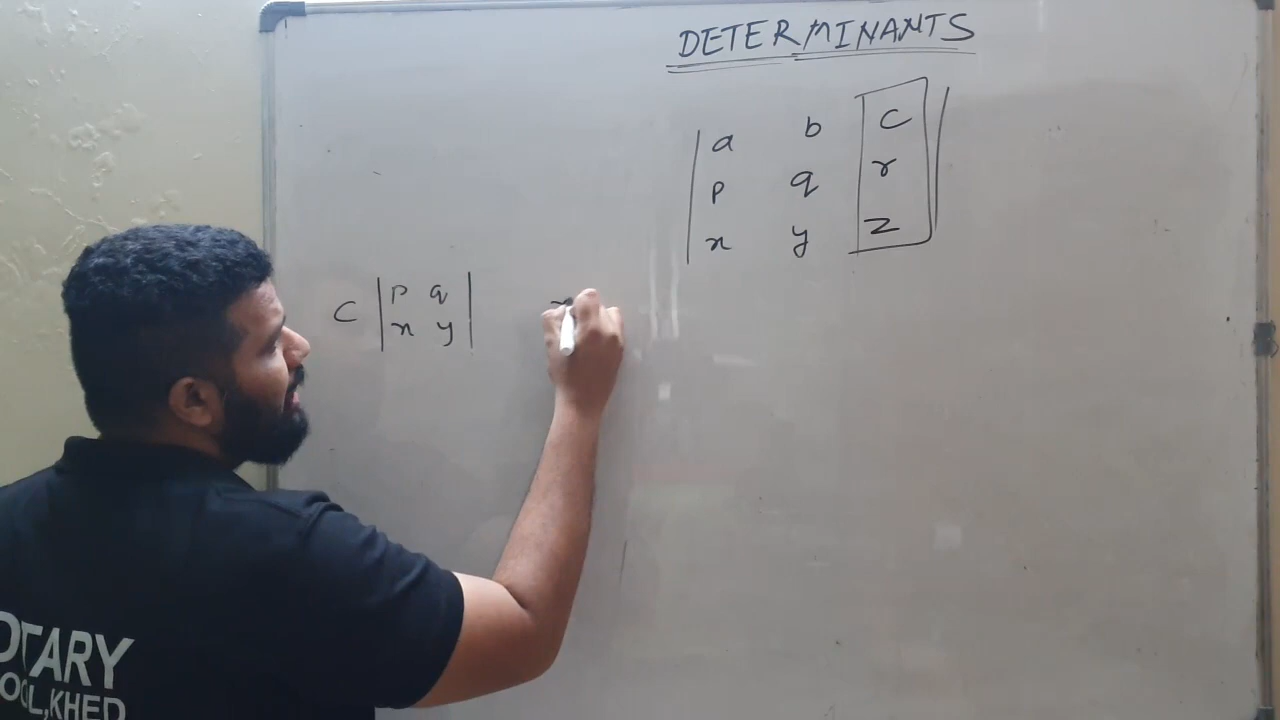 DETERMINANTS
a b c
p q r
x y z
C | p q |
| x y |
OTARY
OOL, KHED